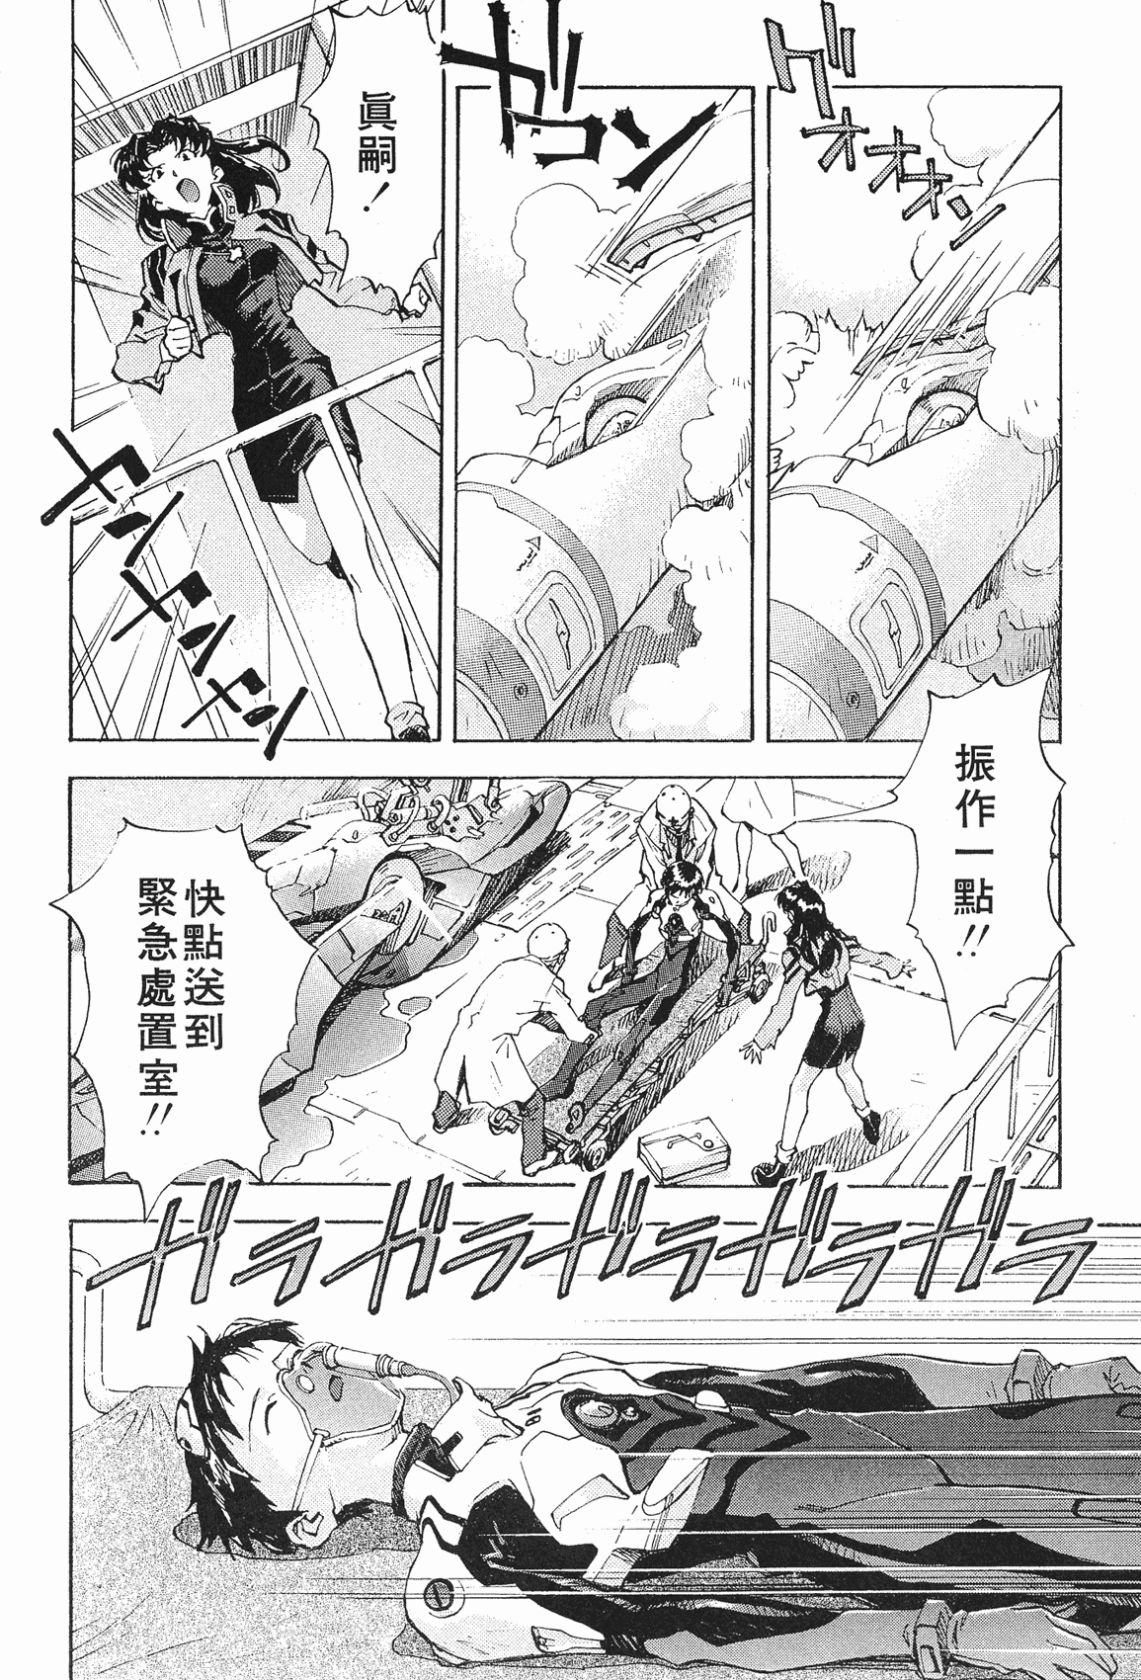 ゴオオオン
ガコン
眞嗣！
カンカンカンカン
振作一點！！
快點送到
緊急處置室！！
ガラガラガラガラガラ